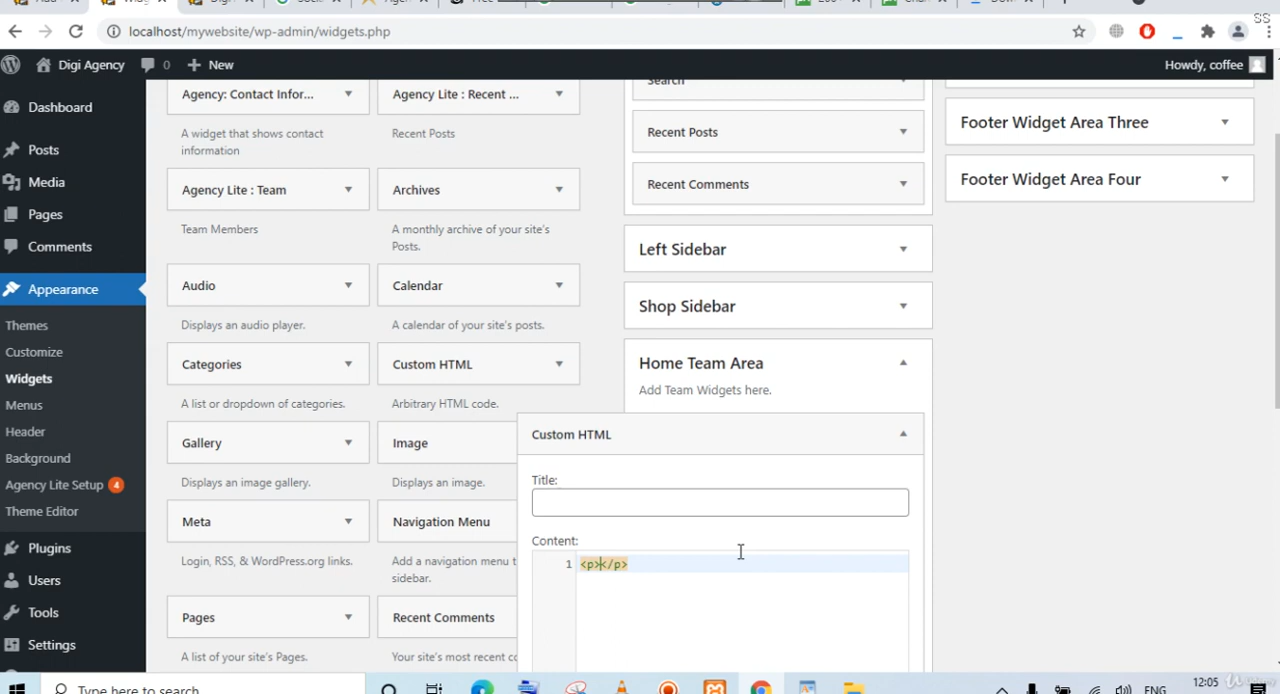 SS
localhost/mywebsite/wp-admin/widgets.php
Digi Agency
0
New
Howdy, coffee
Dashboard
Posts
Media
Pages
Comments
Appearance
Themes
Customize
Widgets
Menus
Header
Background
Agency Lite Setup 4
Theme Editor
Plugins
Users
Tools
Settings
Agency: Contact Infor...
A widget that shows contact
information
Agency Lite : Recent ...
Recent Posts
Agency Lite : Team
Team Members
Archives
A monthly archive of your site's
Posts.
Audio
Displays an audio player.
Calendar
A calendar of your site's posts.
Categories
A list or dropdown of categories.
Custom HTML
Arbitrary HTML code.
Gallery
Displays an image gallery.
Image
Displays an image.
Meta
Login, RSS, & WordPress.org links.
Navigation Menu
Add a navigation menu t
sidebar.
Pages
A list of your site's Pages.
Recent Comments
Your site's most recent co
Search
Recent Posts
Recent Comments
Left Sidebar
Shop Sidebar
Home Team Area
Add Team Widgets here.
Custom HTML
Title:
Content:
1 <p></p>
Footer Widget Area Three
Footer Widget Area Four
Type here to search
ENG
12:05